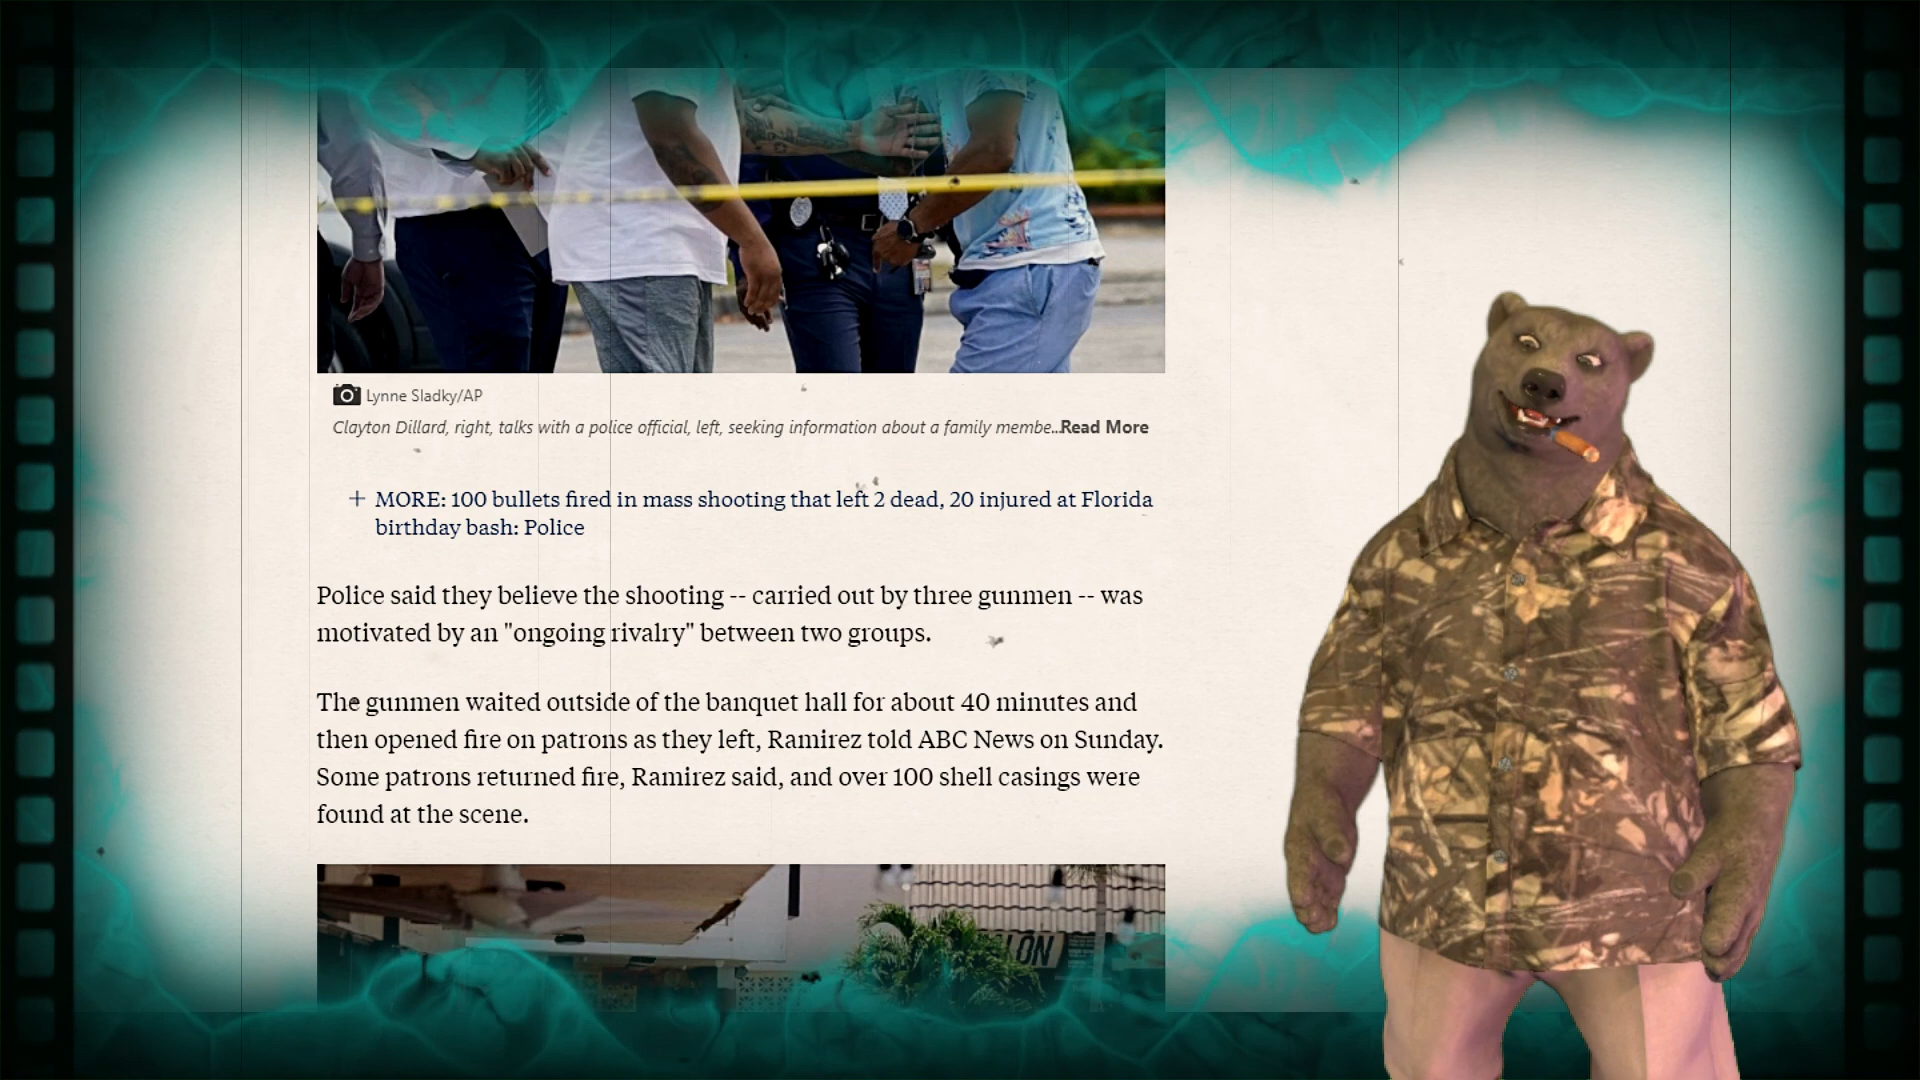 Lynne Sladky/AP
Clayton Dillard, right, talks with a police official, left, seeking information about a family membe...Read More
MORE: 100 bullets fired in mass shooting that left 2 dead, 20 injured at Florida
birthday bash: Police
Police said they believe the shooting -- carried out by three gunmen -- was
motivated by an "ongoing rivalry" between two groups.
The gunmen waited outside of the banquet hall for about 40 minutes and
then opened fire on patrons as they left, Ramirez told ABC News on Sunday.
Some patrons returned fire, Ramirez said, and over 100 shell casings were
found at the scene.